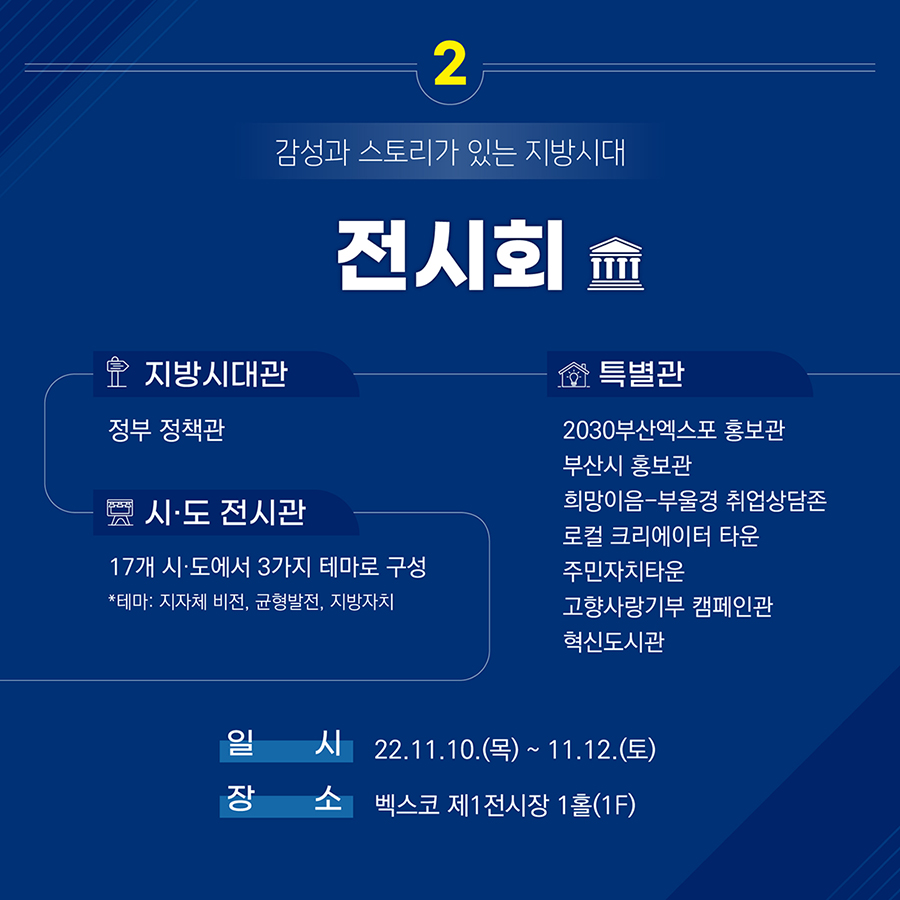 2
감성과 스토리가 있는 지방시대
전시회
지방시대관
정부 정책관
시·도 전시관
17개 시·도에서 3가지 테마로 구성
*테마: 지자체 비전, 균형발전, 지방자치
특별관
2030부산엑스포 홍보관
부산시 홍보관
희망이음-부울경 취업상담존
로컬 크리에이터 타운
주민자치타운
고향사랑기부 캠페인관
혁신도시관
일 시 22.11.10.(목) ~ 11.12.(토)
장 소 벡스코 제1전시장 1홀(1F)